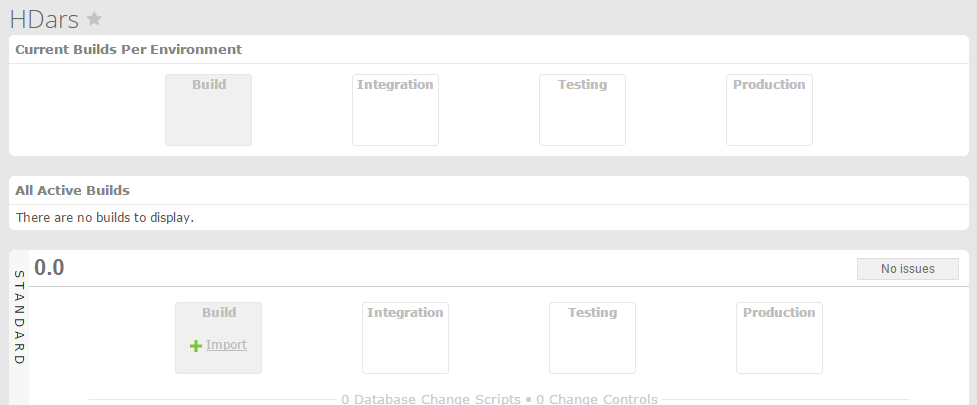 HDars
Current Builds Per Environment
Build Integration Testing Production
All Active Builds
There are no builds to display.
STANDARD
0.0 No issues
Build Integration Testing Production
Import
0 Database Change Scripts • 0 Change Controls